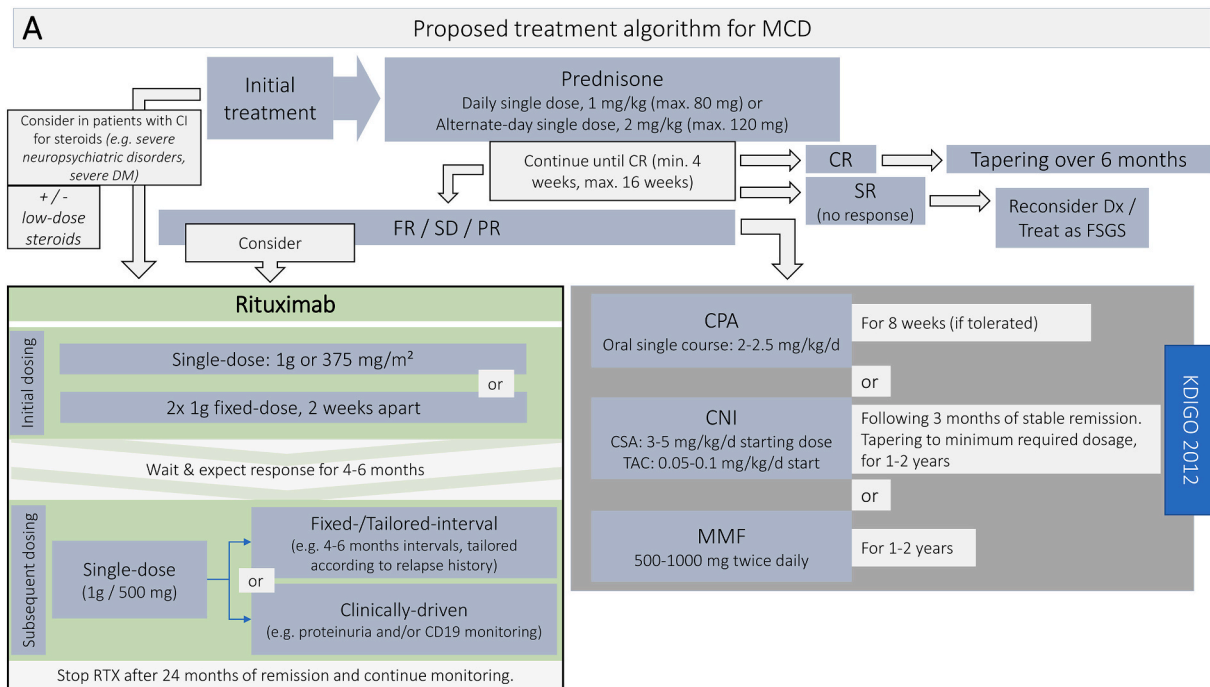 A
Proposed treatment algorithm for MCD
Initial
treatment
Prednisone
Daily single dose, 1 mg/kg (max. 80 mg) or
Alternate-day single dose, 2 mg/kg (max. 120 mg)
Consider in patients with CI
for steroids (e.g. severe
neuropsychiatric disorders,
severe DM)
+ / -
low-dose
steroids
Continue until CR (min. 4
weeks, max. 16 weeks)
CR
Tapering over 6 months
SR
(no response)
Reconsider Dx /
Treat as FSGS
FR / SD / PR
Consider
Rituximab
Initial dosing
Single-dose: 1g or 375 mg/m²
or
2x 1g fixed-dose, 2 weeks apart
Wait & expect response for 4-6 months
Subsequent dosing
Single-dose
(1g / 500 mg)
Fixed-/Tailored-interval
(e.g. 4-6 months intervals, tailored
according to relapse history)
or
Clinically-driven
(e.g. proteinuria and/or CD19 monitoring)
Stop RTX after 24 months of remission and continue monitoring.
CPA
Oral single course: 2-2.5 mg/kg/d
For 8 weeks (if tolerated)
or
CNI
CSA: 3-5 mg/kg/d starting dose
TAC: 0.05-0.1 mg/kg/d start
Following 3 months of stable remission.
Tapering to minimum required dosage,
for 1-2 years
or
MMF
500-1000 mg twice daily
For 1-2 years
KDIGO 2012